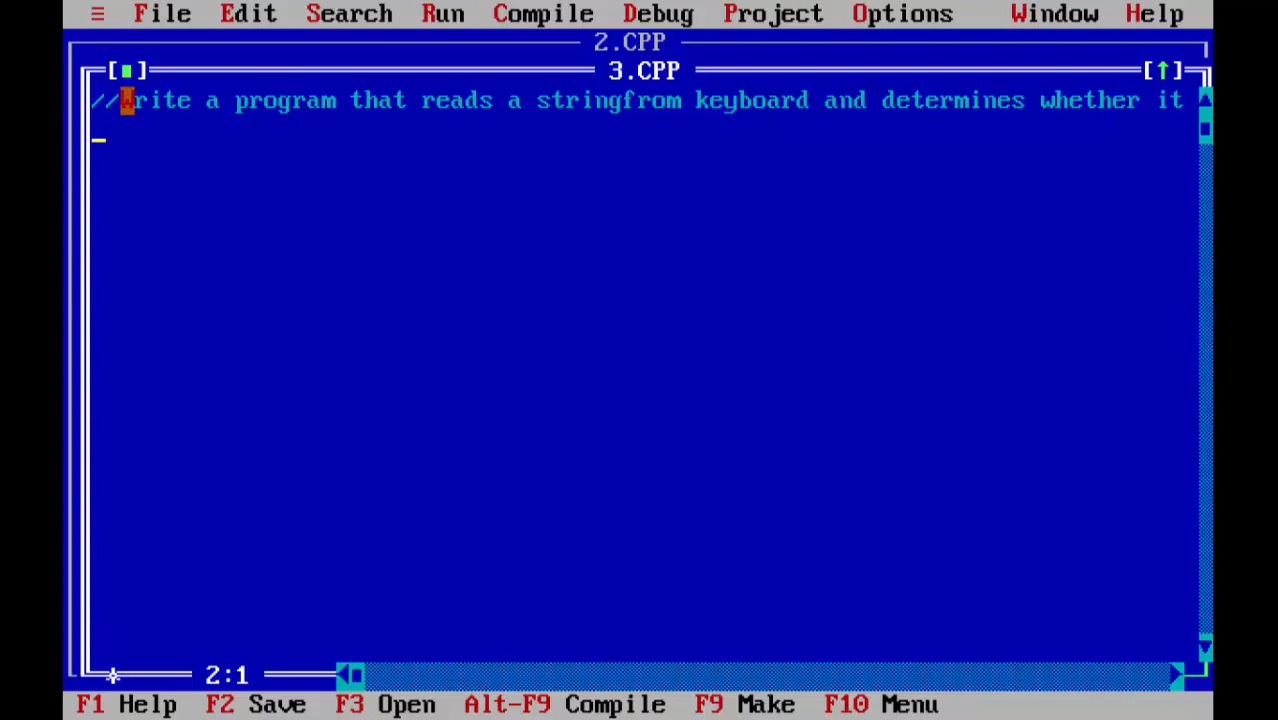 ≡ File Edit Search Run Compile Debug Project Options Window Help
2.CPP
[■] 3.CPP [↑]
//Write a program that reads a stringfrom keyboard and determines whether it
2:1
F1 Help F2 Save F3 Open Alt-F9 Compile F9 Make F10 Menu